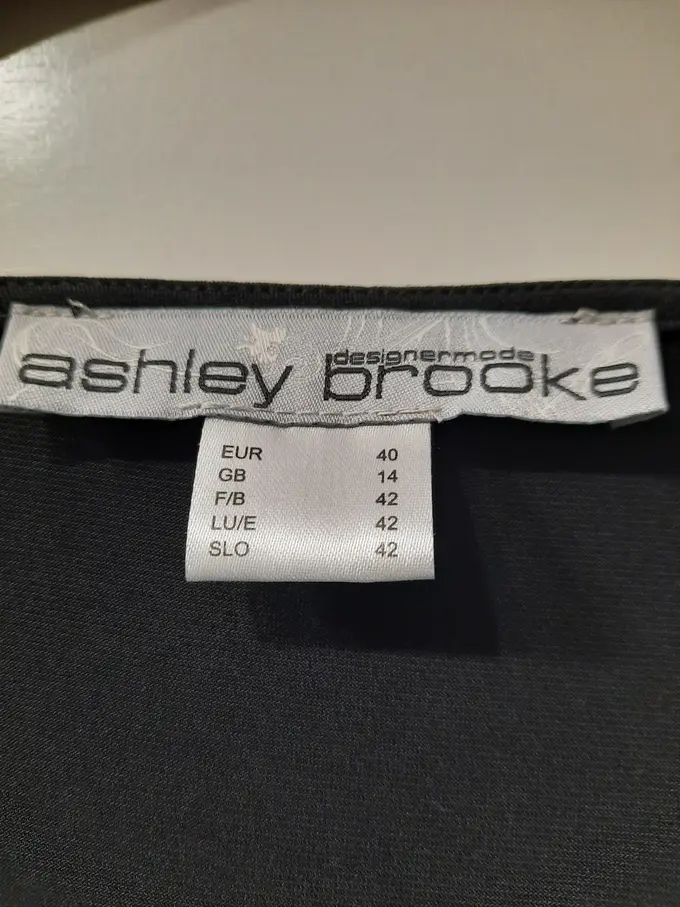 ashley brooke
designermode
EUR 40
GB 14
F/B 42
LU/E 42
SLO 42